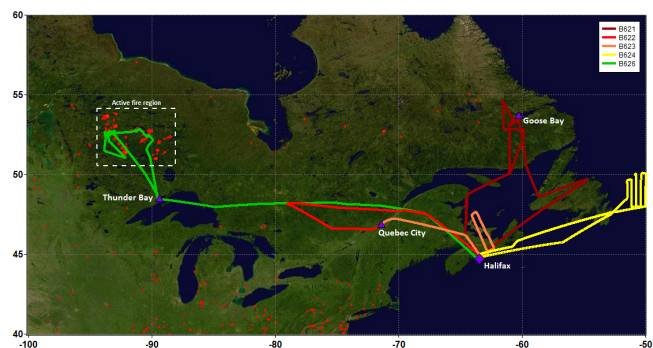 60
B621
B622
B623
B624
B626
55
Active fire region
Goose Bay
50
Thunder Bay
Quebec City
45
Halifax
40
-100
-90
-80
-70
-60
-50